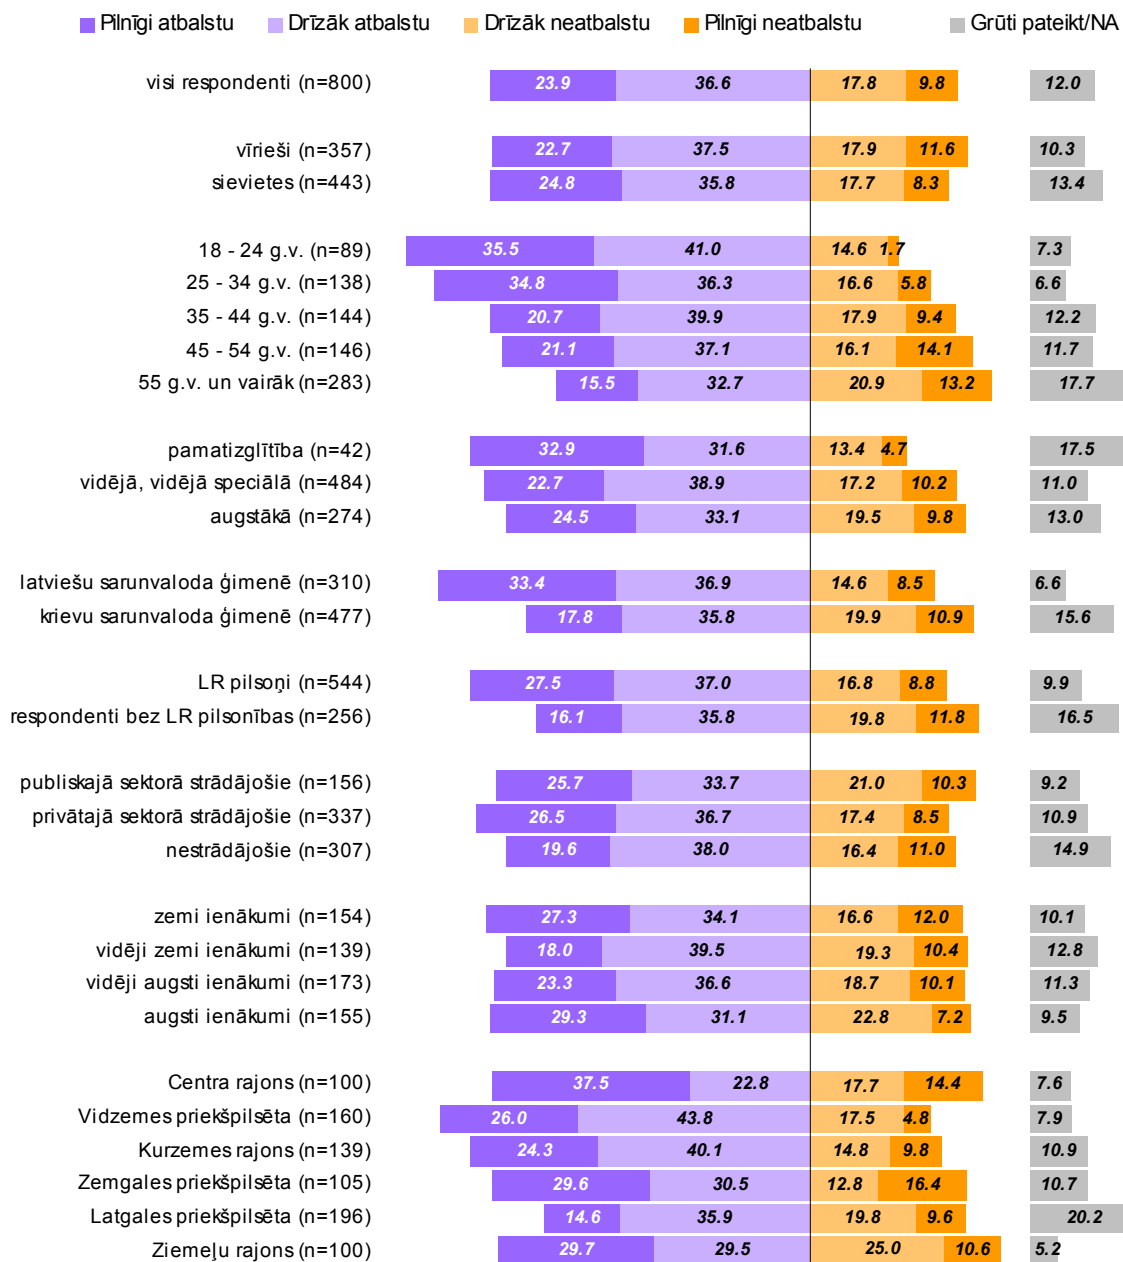 Pilnīgi atbalstu Drīzāk atbalstu Drīzāk neatbalstu Pilnīgi neatbalstu Grūti pateikt/NA
visi respondenti (n=800) 23.9 36.6 17.8 9.8 12.0
vīrieši (n=357) 22.7 37.5 17.9 11.6 10.3
sievietes (n=443) 24.8 35.8 17.7 8.3 13.4
18 - 24 g.v. (n=89) 35.5 41.0 14.6 1.7 7.3
25 - 34 g.v. (n=138) 34.8 36.3 16.6 5.8 6.6
35 - 44 g.v. (n=144) 20.7 39.9 17.9 9.4 12.2
45 - 54 g.v. (n=146) 21.1 37.1 16.1 14.1 11.7
55 g.v. un vairāk (n=283) 15.5 32.7 20.9 13.2 17.7
pamatizglītība (n=42) 32.9 31.6 13.4 4.7 17.5
vidējā, vidējā speciālā (n=484) 22.7 38.9 17.2 10.2 11.0
augstākā (n=274) 24.5 33.1 19.5 9.8 13.0
latviešu sarunvaloda ģimenē (n=310) 33.4 36.9 14.6 8.5 6.6
krievu sarunvaloda ģimenē (n=477) 17.8 35.8 19.9 10.9 15.6
LR pilsoņi (n=544) 27.5 37.0 16.8 8.8 9.9
respondenti bez LR pilsonības (n=256) 16.1 35.8 19.8 11.8 16.5
publiskajā sektorā strādājošie (n=156) 25.7 33.7 21.0 10.3 9.2
privātajā sektorā strādājošie (n=337) 26.5 36.7 17.4 8.5 10.9
nestrādājošie (n=307) 19.6 38.0 16.4 11.0 14.9
zemi ienākumi (n=154) 27.3 34.1 16.6 12.0 10.1
vidēji zemi ienākumi (n=139) 18.0 39.5 19.3 10.4 12.8
vidēji augsti ienākumi (n=173) 23.3 36.6 18.7 10.1 11.3
augsti ienākumi (n=155) 29.3 31.1 22.8 7.2 9.5
Centra rajons (n=100) 37.5 22.8 17.7 14.4 7.6
Vidzemes priekšpilsēta (n=160) 26.0 43.8 17.5 4.8 7.9
Kurzemes rajons (n=139) 24.3 40.1 14.8 9.8 10.9
Zemgales priekšpilsēta (n=105) 29.6 30.5 12.8 16.4 10.7
Latgales priekšpilsēta (n=196) 14.6 35.9 19.8 9.6 20.2
Ziemeļu rajons (n=100) 29.7 29.5 25.0 10.6 5.2